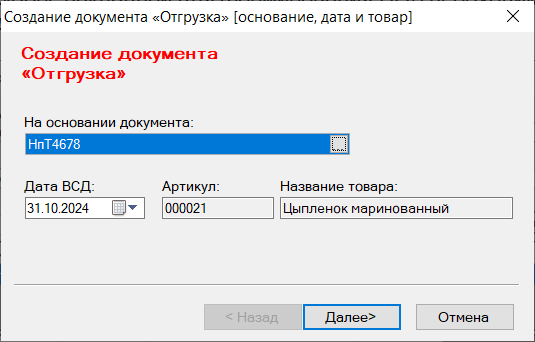 Создание документа «Отгрузка» [основание, дата и товар]
Создание документа
«Отгрузка»
На основании документа:
НпТ4678
...
Дата ВСД: Артикул: Название товара:
31.10.2024 000021 Цыпленок маринованный
< Назад Далее> Отмена